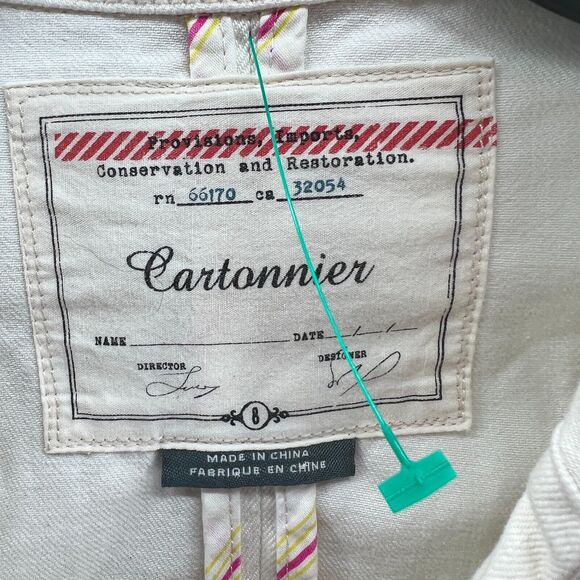 Provisions, Imports,
Conservation and Restoration.
rn 66170 ca 32054
Cartonnier
NAME DATE / /
DIRECTOR DESIGNER
8
MADE IN CHINA
FABRIQUE EN CHINE